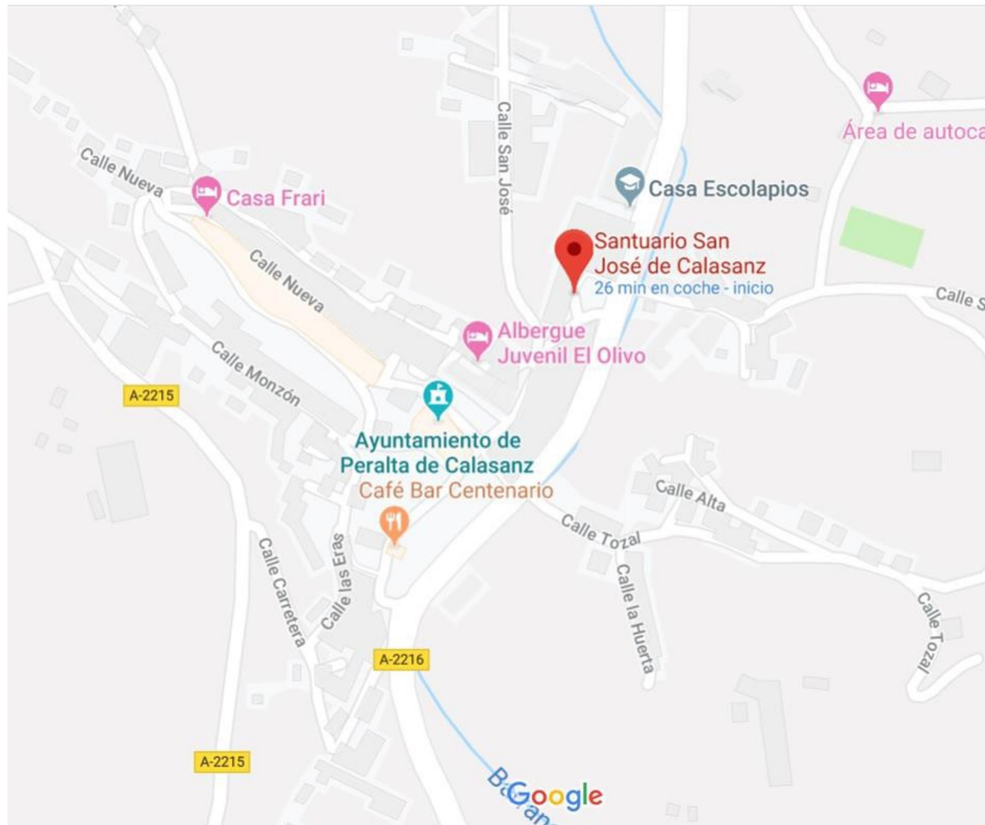 Calle San José
Área de autoca
Calle Nueva
Casa Frari
Casa Escolapios
Santuario San
José de Calasanz
26 min en coche - inicio
Calle Nueva
Calle S
Albergue
Juvenil El Olivo
Calle Monzón
A-2215
Ayuntamiento de
Peralta de Calasanz
Café Bar Centenario
Calle Alta
Calle Tozal
Calle las Eras
Calle Carretera
Calle la Huerta
Calle Tozal
A-2216
A-2215
Google